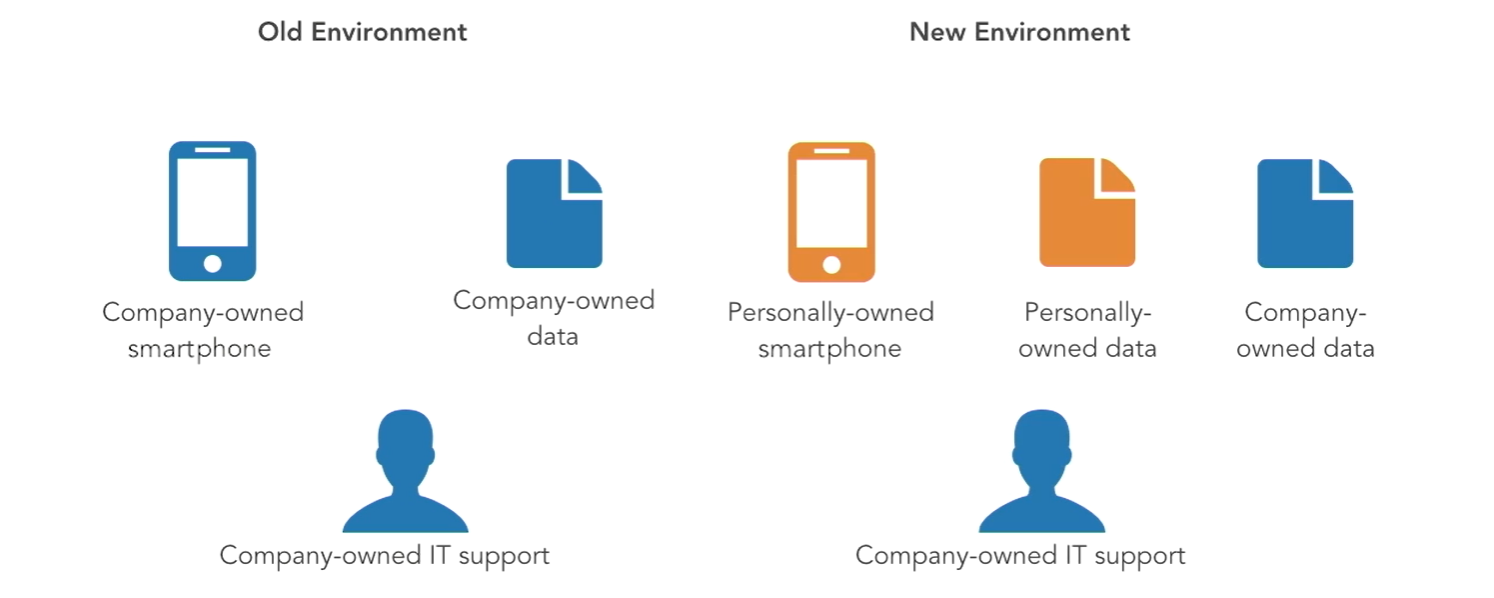 Old Environment
New Environment
Company-owned
smartphone
Company-owned
data
Personally-owned
smartphone
Personally-
owned data
Company-
owned data
Company-owned IT support
Company-owned IT support